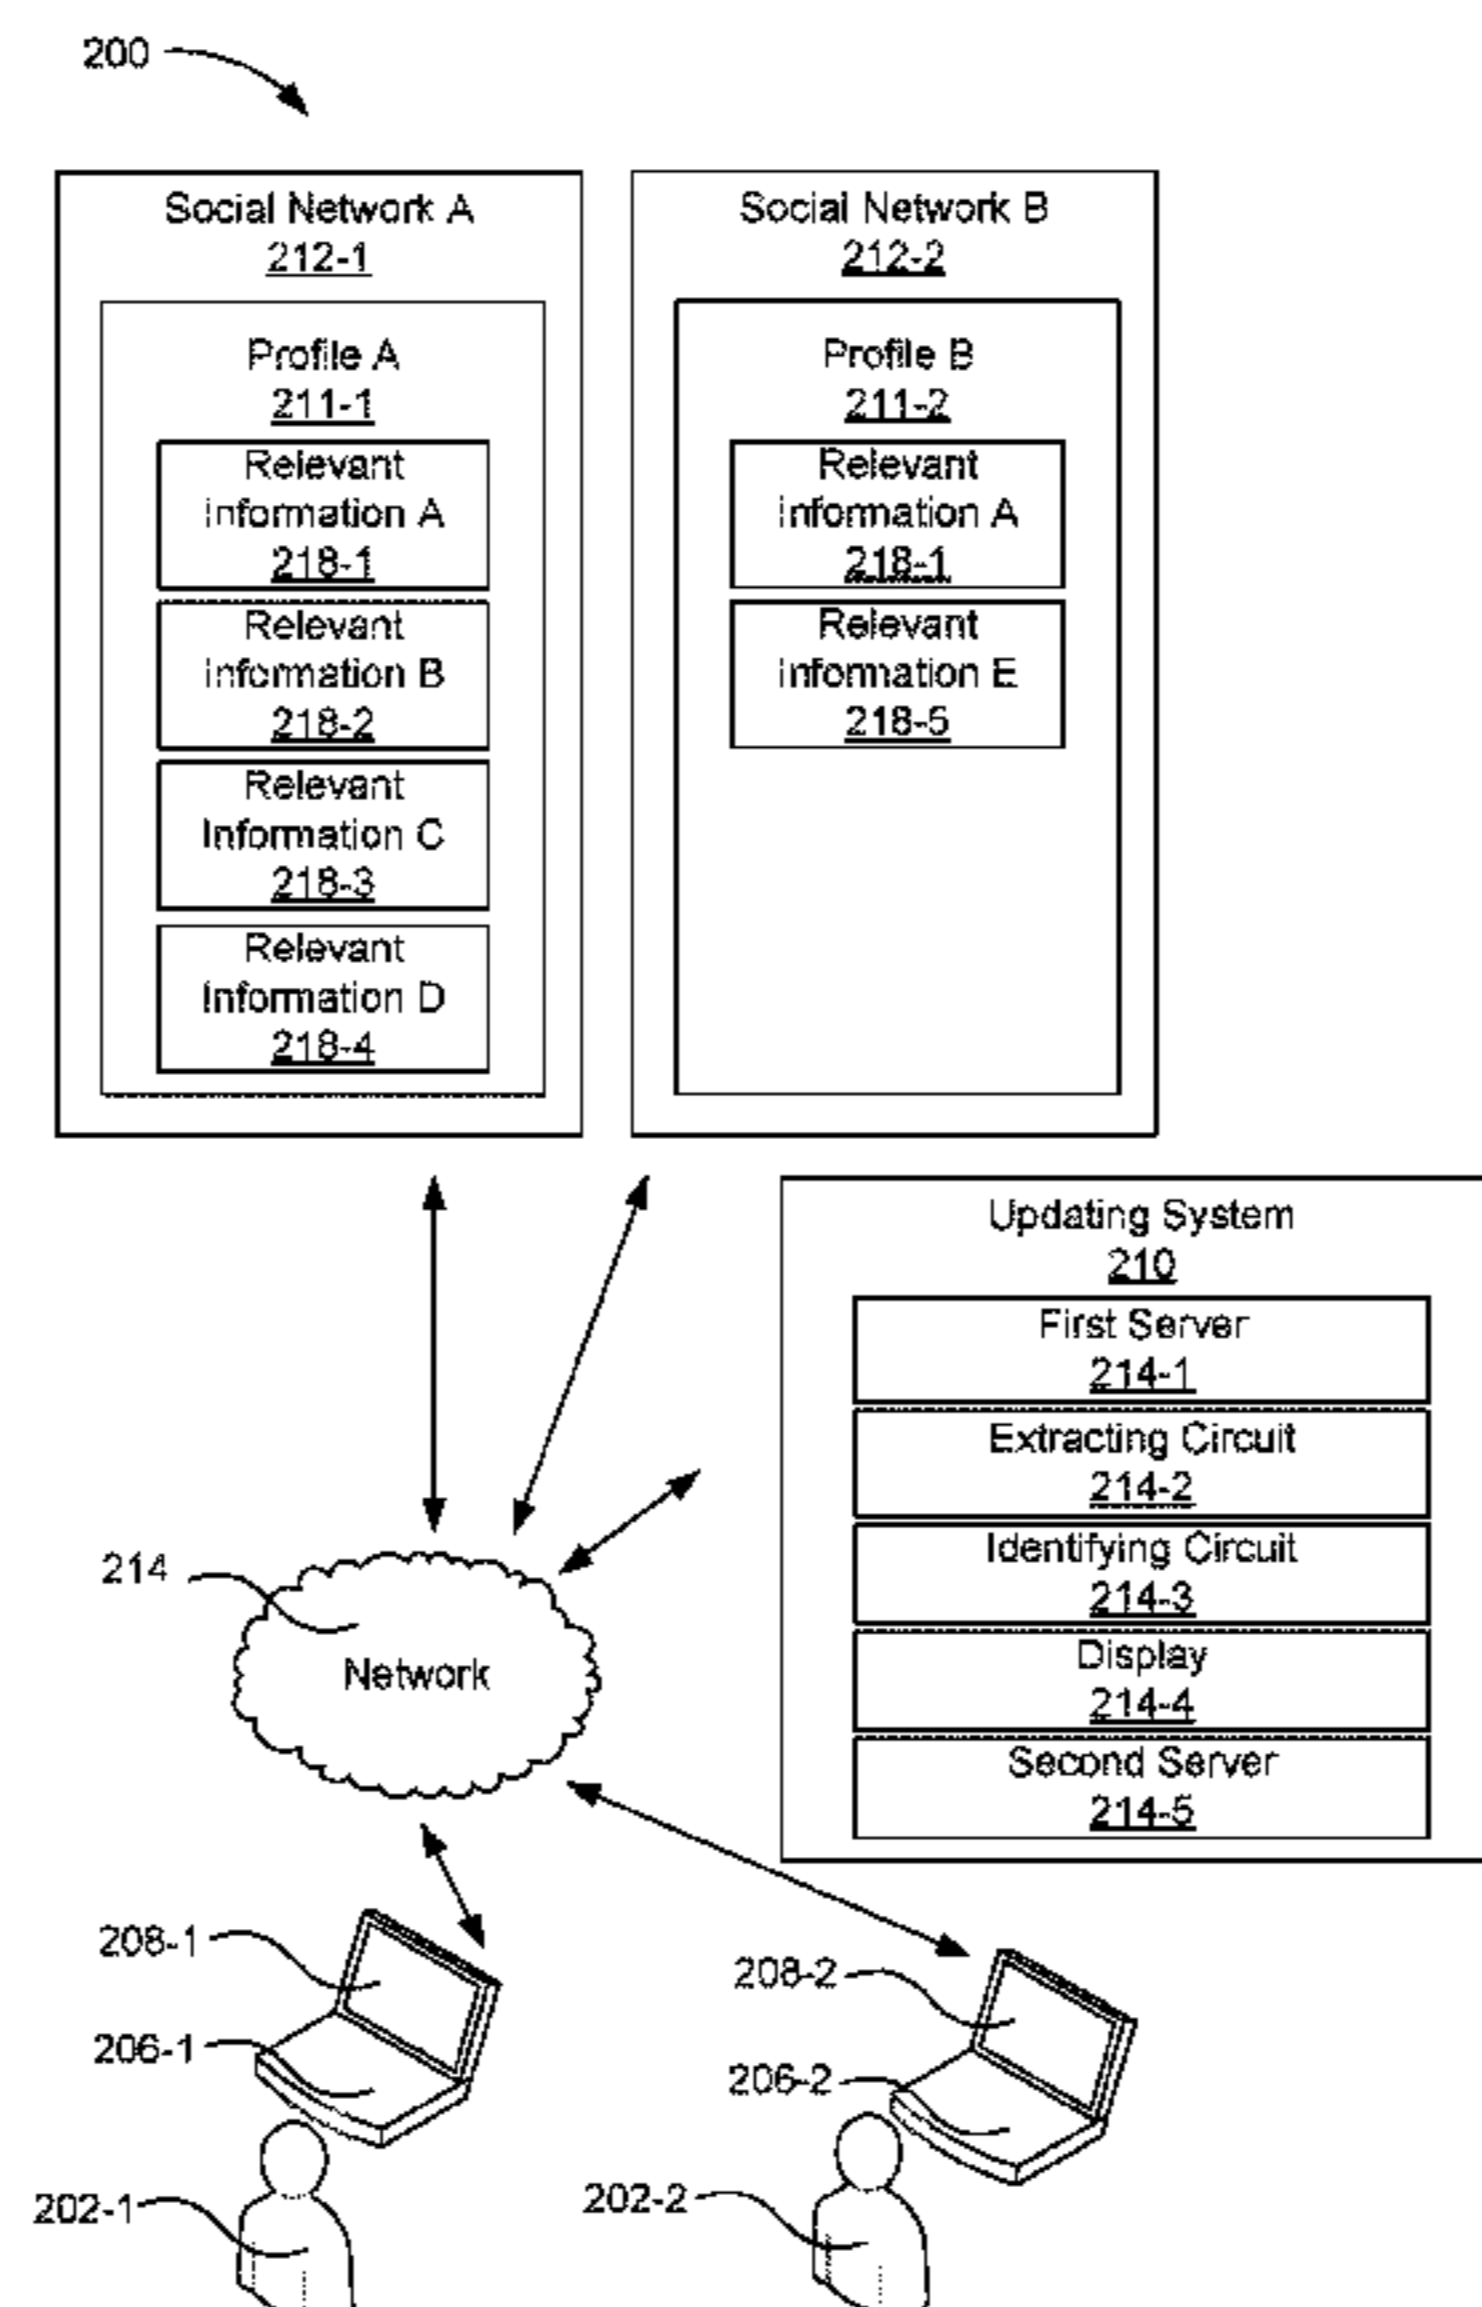 200
Social Network A
212-1
Profile A
211-1
Relevant
Information A
218-1
Relevant
Information B
218-2
Relevant
Information C
218-3
Relevant
Information D
218-4
Social Network B
212-2
Profile B
211-2
Relevant
Information A
218-1
Relevant
Information E
218-5
Updating System
210
First Server
214-1
Extracting Circuit
214-2
Identifying Circuit
214-3
Display
214-4
Second Server
214-5
214
Network
208-1
206-1
202-1
208-2
206-2
202-2